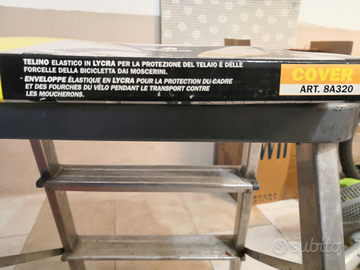 TELINO ELASTICO IN LYCRA PER LA PROTEZIONE DEL TELAIO E DELLE
FORCELLE DELLA BICICLETTA DAI MOSCERINI.
ENVELOPPE ÉLASTIQUE EN LYCRA POUR LA PROTECTION DU CADRE
ET DES FOURCHES DU VÉLO PENDANT LE TRANSPORT CONTRE
LES MOUCHERONS.
COVER
ART. 8A320
subito